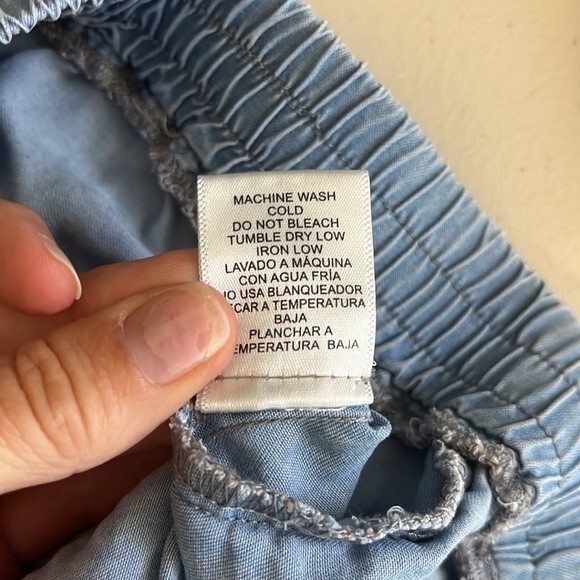 MACHINE WASH
COLD
DO NOT BLEACH
TUMBLE DRY LOW
IRON LOW
LAVADO A MÁQUINA
CON AGUA FRÍA
USA BLANQUEADOR
A TEMPERATURA
BAJA
PLANCHAR A
BAJA